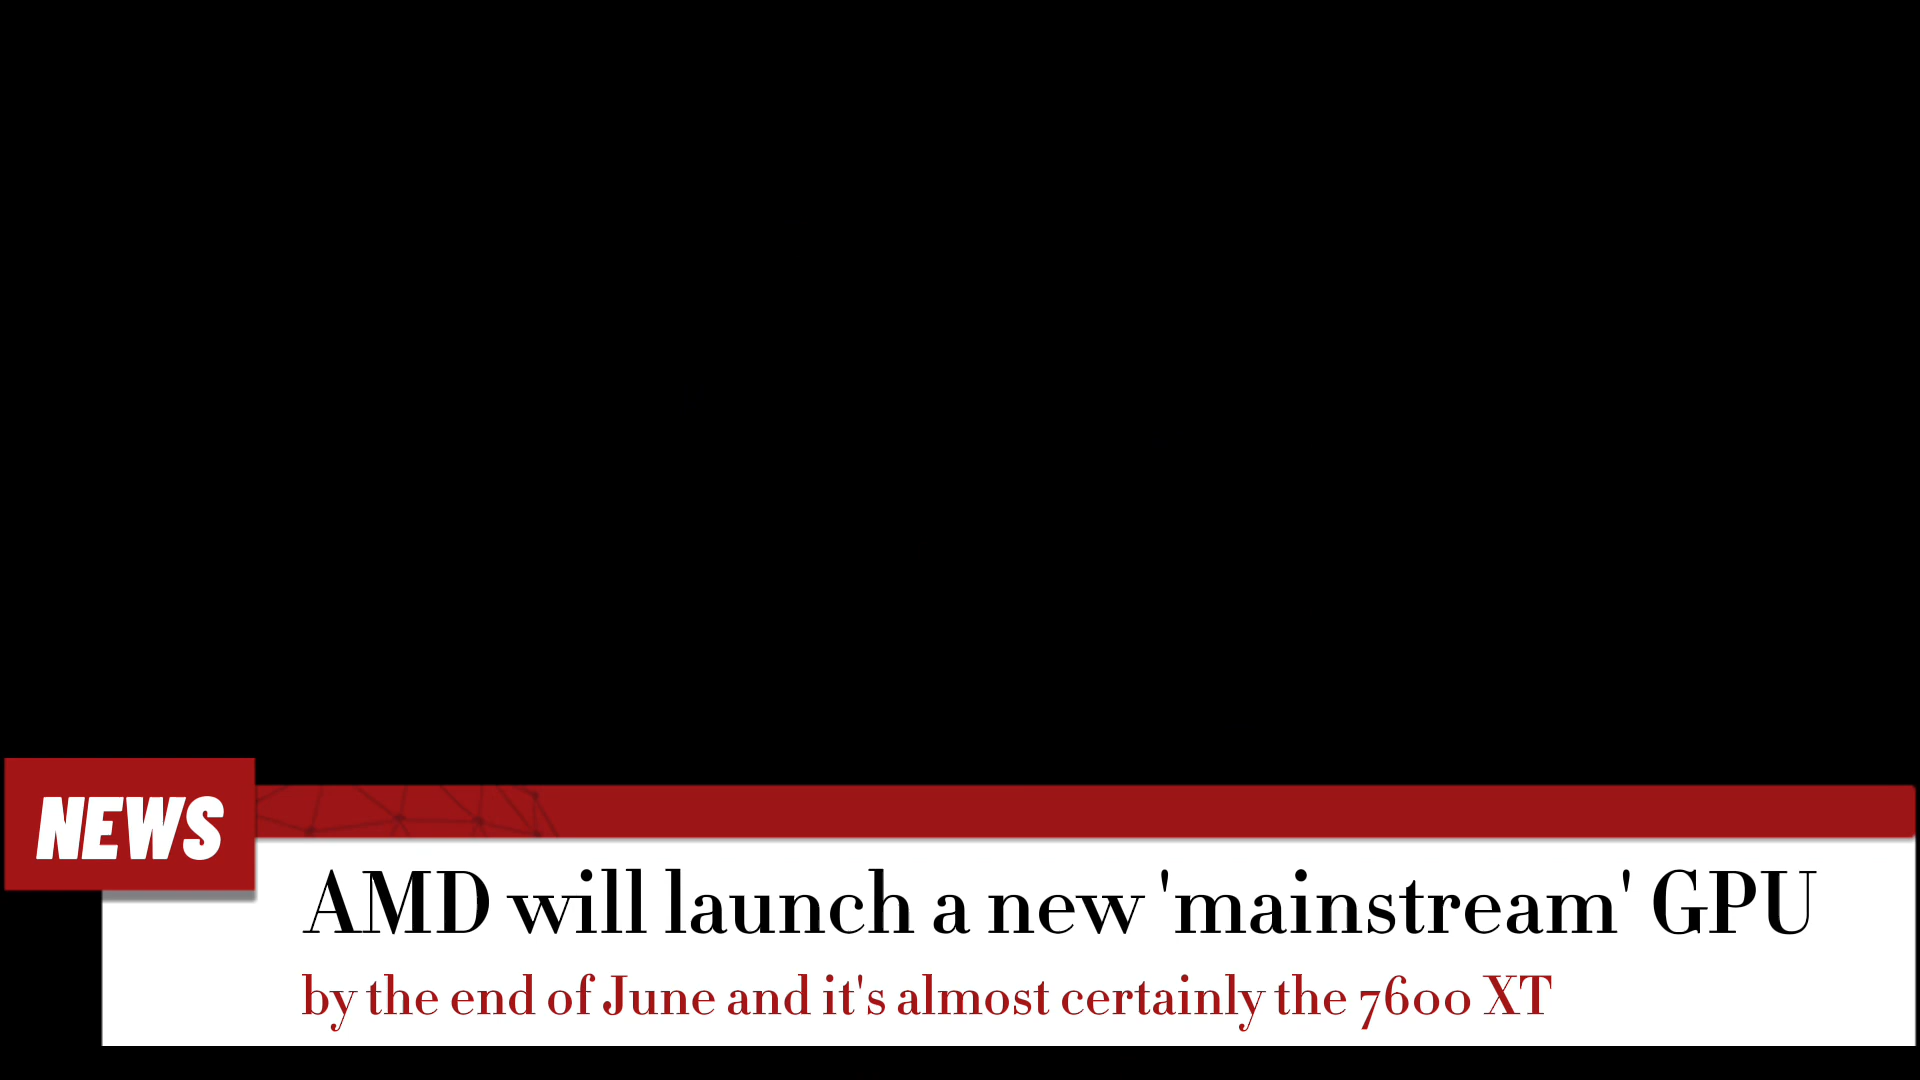 NEWS
AMD will launch a new 'mainstream' GPU
by the end of June and it's almost certainly the 7600 XT